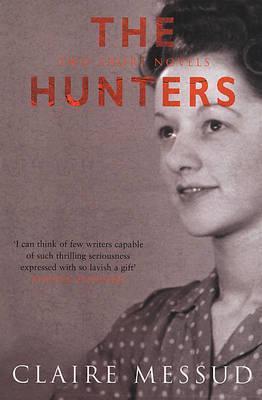 THE
TWO SHORT NOVELS
HUNTERS
'I can think of few writers capable
of such thrilling seriousness
expressed with so lavish a gift'
CLAIRE MESSUD